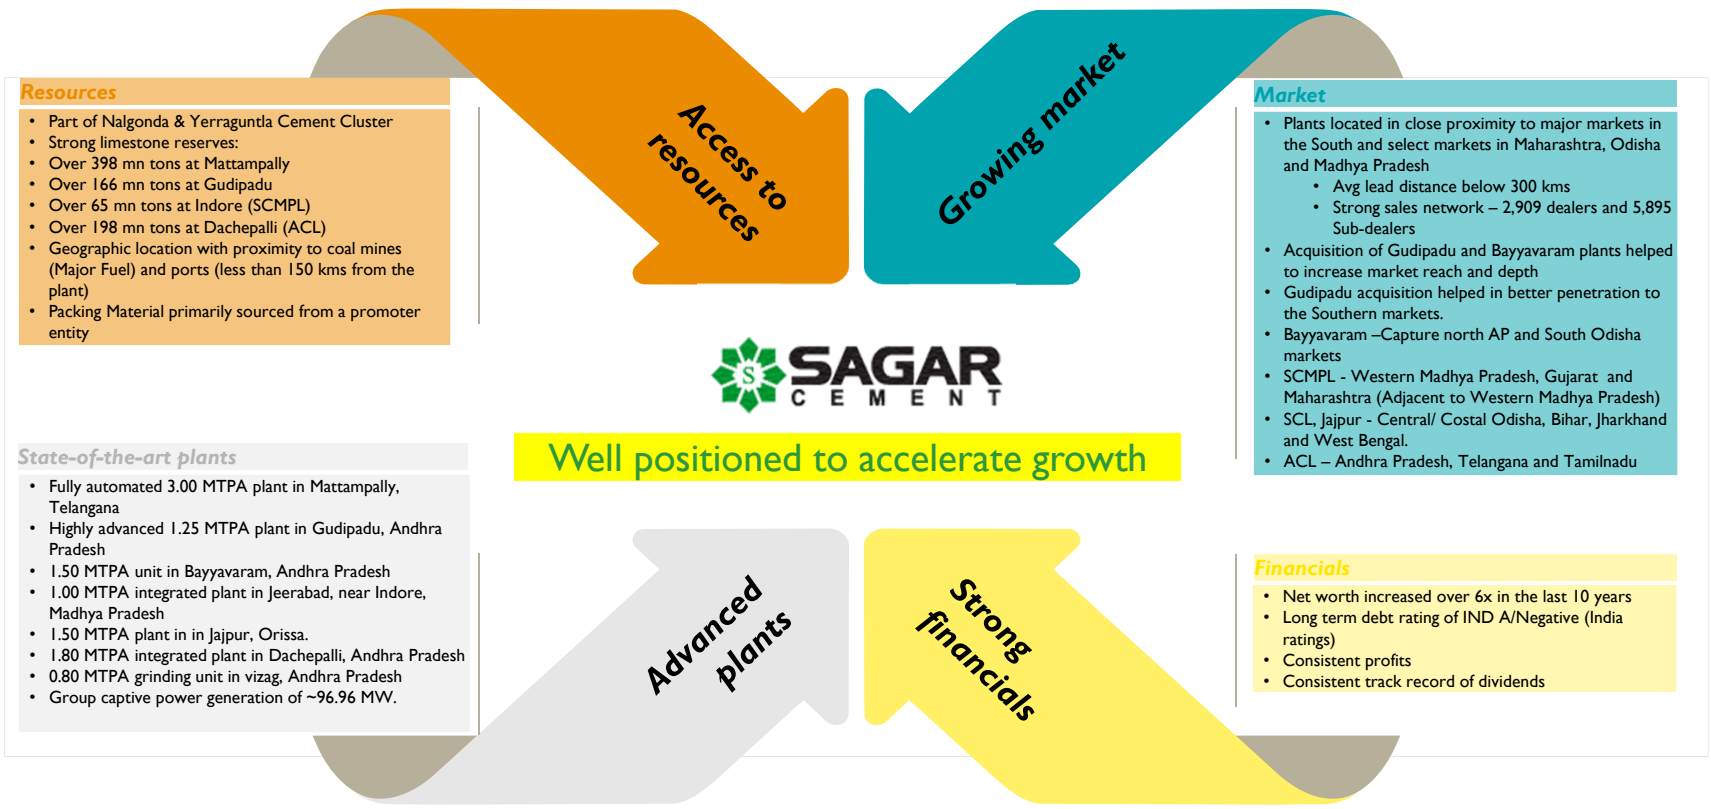 Resources
• Part of Nalgonda & Yerraguntla Cement Cluster
• Strong limestone reserves:
• Over 398 mn tons at Mattampally
• Over 166 mn tons at Gudipadu
• Over 65 mn tons at Indore (SCMPL)
• Over 198 mn tons at Dachepalli (ACL)
• Geographic location with proximity to coal mines
(Major Fuel) and ports (less than 150 kms from the
plant)
• Packing Material primarily sourced from a promoter
entity
Access to
resources
Growing market
Market
• Plants located in close proximity to major markets in
the South and select markets in Maharashtra, Odisha
and Madhya Pradesh
• Avg lead distance below 300 kms
• Strong sales network – 2,909 dealers and 5,895
Sub-dealers
• Acquisition of Gudipadu and Bayyavaram plants helped
to increase market reach and depth
• Gudipadu acquisition helped in better penetration to
the Southern markets.
• Bayyavaram –Capture north AP and South Odisha
markets
• SCMPL - Western Madhya Pradesh, Gujarat and
Maharashtra (Adjacent to Western Madhya Pradesh)
• SCL, Jajpur - Central/ Costal Odisha, Bihar, Jharkhand
and West Bengal.
• ACL – Andhra Pradesh, Telangana and Tamilnadu
S
SAGAR
CEMENT
Well positioned to accelerate growth
State-of-the-art plants
• Fully automated 3.00 MTPA plant in Mattampally,
Telangana
• Highly advanced 1.25 MTPA plant in Gudipadu, Andhra
Pradesh
• 1.50 MTPA unit in Bayyavaram, Andhra Pradesh
• 1.00 MTPA integrated plant in Jeerabad, near Indore,
Madhya Pradesh
• 1.50 MTPA plant in in Jajpur, Orissa.
• 1.80 MTPA integrated plant in Dachepalli, Andhra Pradesh
• 0.80 MTPA grinding unit in vizag, Andhra Pradesh
• Group captive power generation of ~96.96 MW.
Advanced
plants
Strong
financials
Financials
• Net worth increased over 6x in the last 10 years
• Long term debt rating of IND A/Negative (India
ratings)
• Consistent profits
• Consistent track record of dividends